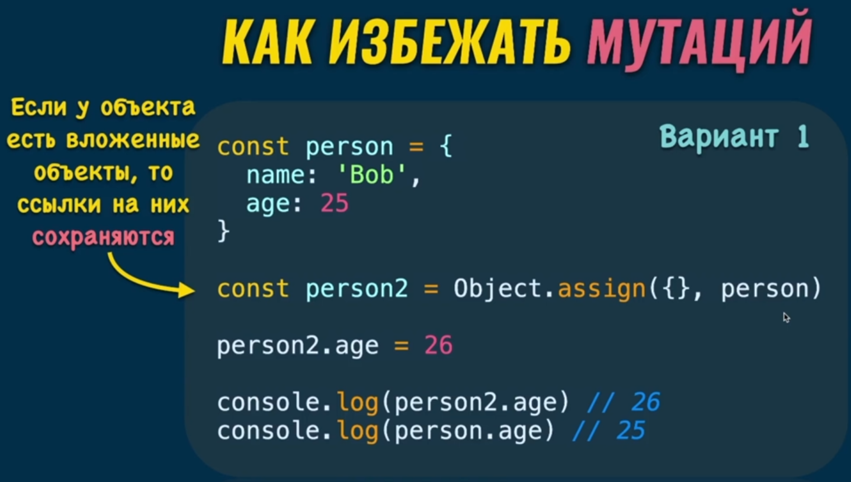 КАК ИЗБЕЖАТЬ МУТАЦИЙ
Если у объекта
есть вложенные
объекты, то
ссылки на них
сохраняются
Вариант 1
const person = {
  name: 'Bob',
  age: 25
}
const person2 = Object.assign({}, person)
person2.age = 26
console.log(person2.age) // 26
console.log(person.age) // 25